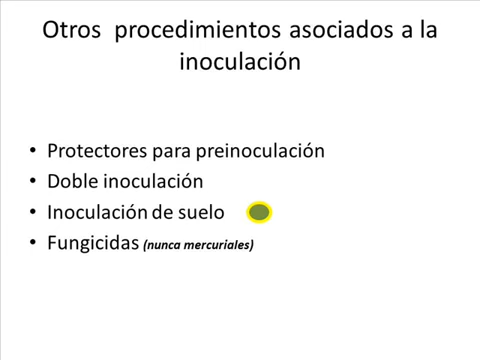 Otros procedimientos asociados a la
inoculación
• Protectores para preinoculación
• Doble inoculación
• Inoculación de suelo
• Fungicidas (nunca mercuriales)